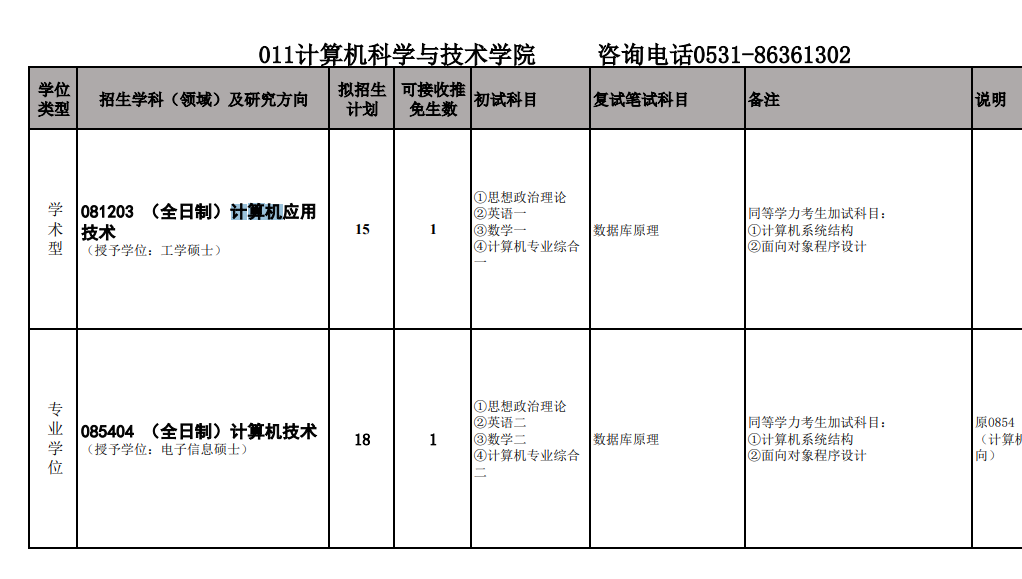 011计算机科学与技术学院 咨询电话0531-86361302
学位类型 招生学科（领域）及研究方向 拟招生计划 可接收推免生数 初试科目 复试笔试科目 备注 说明
学术型
081203 （全日制）计算机应用
技术
（授予学位：工学硕士）
15
1
①思想政治理论
②英语一
③数学一
④计算机专业综合
一
数据库原理
同等学力考生加试科目：
①计算机系统结构
②面向对象程序设计
专业学位
085404 （全日制）计算机技术
（授予学位：电子信息硕士）
18
1
①思想政治理论
②英语二
③数学二
④计算机专业综合
二
数据库原理
同等学力考生加试科目：
①计算机系统结构
②面向对象程序设计
原0854
（计算机
向）